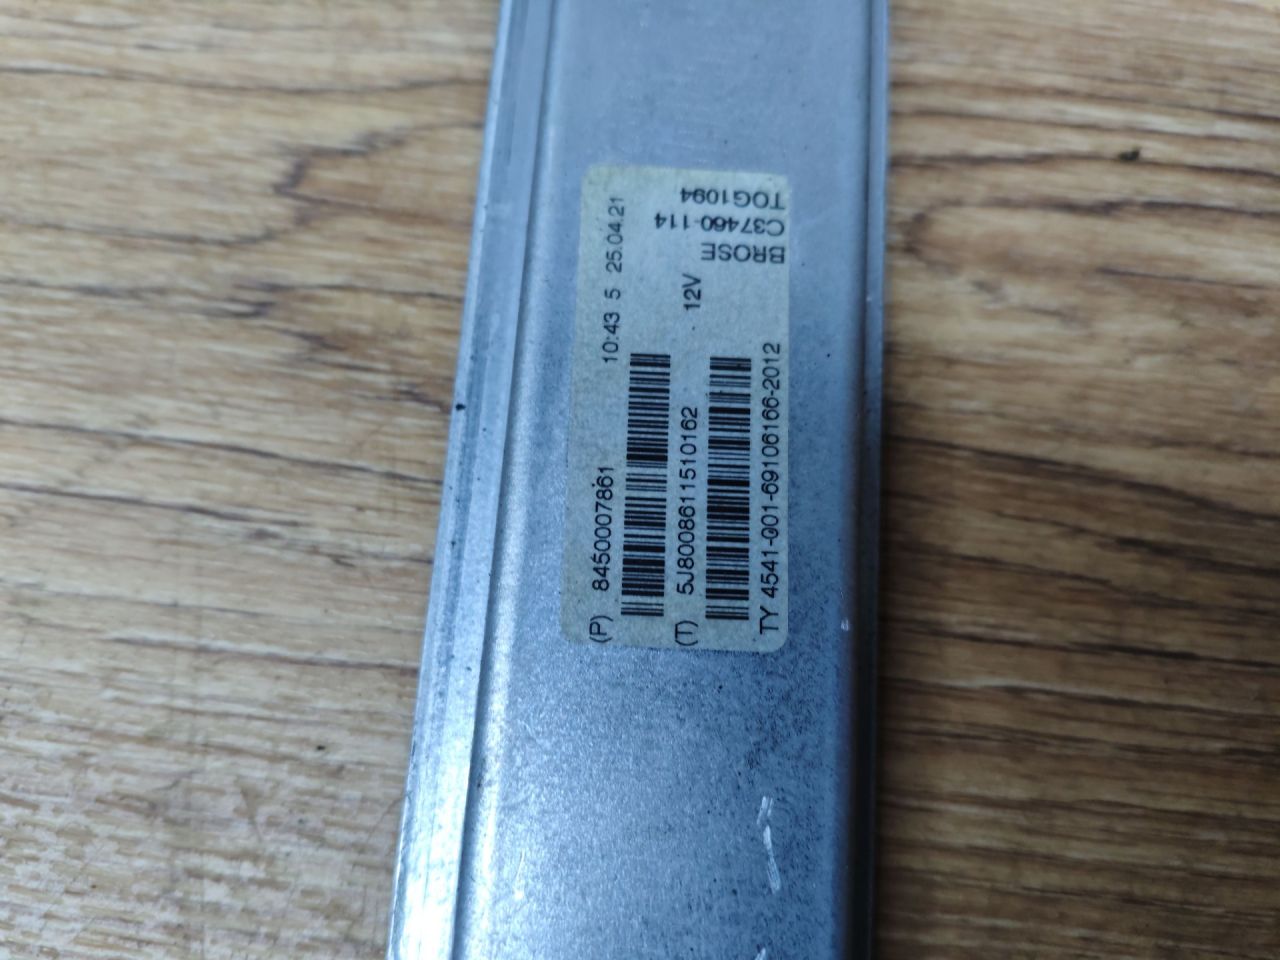 (P) 8450007861 10:43 5 25.04.21
(T) 5J8008611510162 12V
TY 4541-001-69106166-2012
BROSE
C37460-114
TOG1094